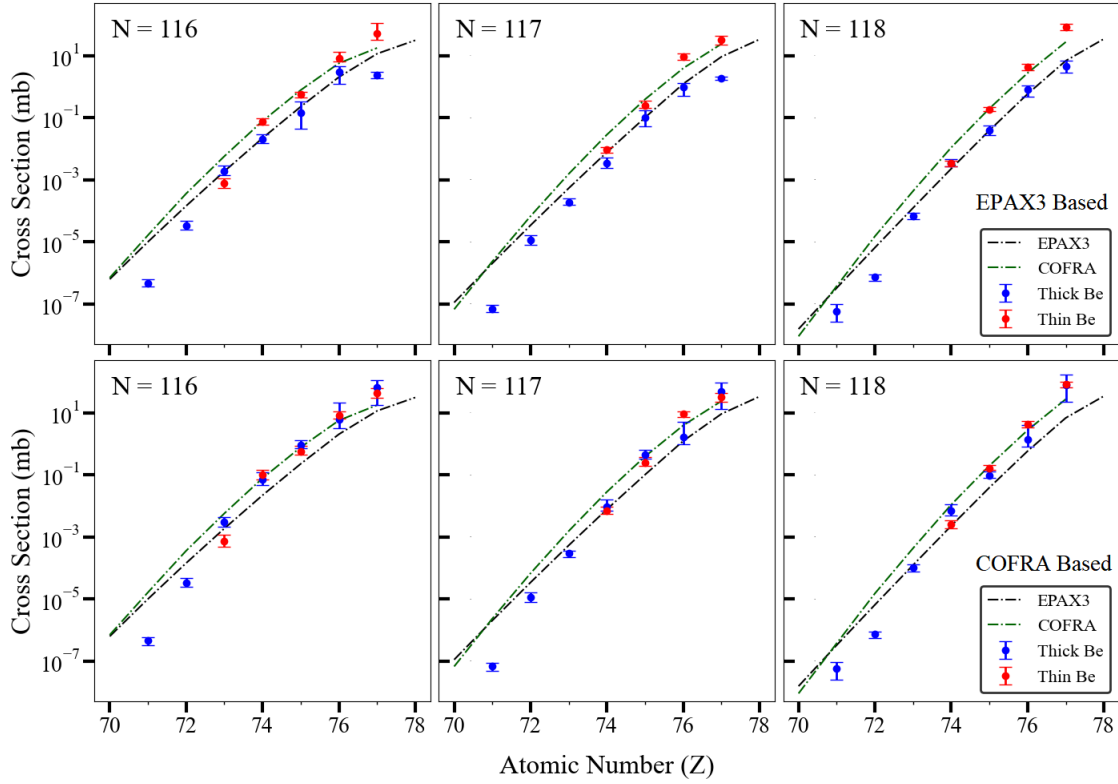 N = 116
N = 117
N = 118
Cross Section (mb)
10^1
10^-1
10^-3
10^-5
10^-7
EPAX3 Based
EPAX3
COFRA
Thick Be
Thin Be
N = 116
N = 117
N = 118
Cross Section (mb)
10^1
10^-1
10^-3
10^-5
10^-7
COFRA Based
EPAX3
COFRA
Thick Be
Thin Be
70 72 74 76 78
70 72 74 76 78
70 72 74 76 78
Atomic Number (Z)